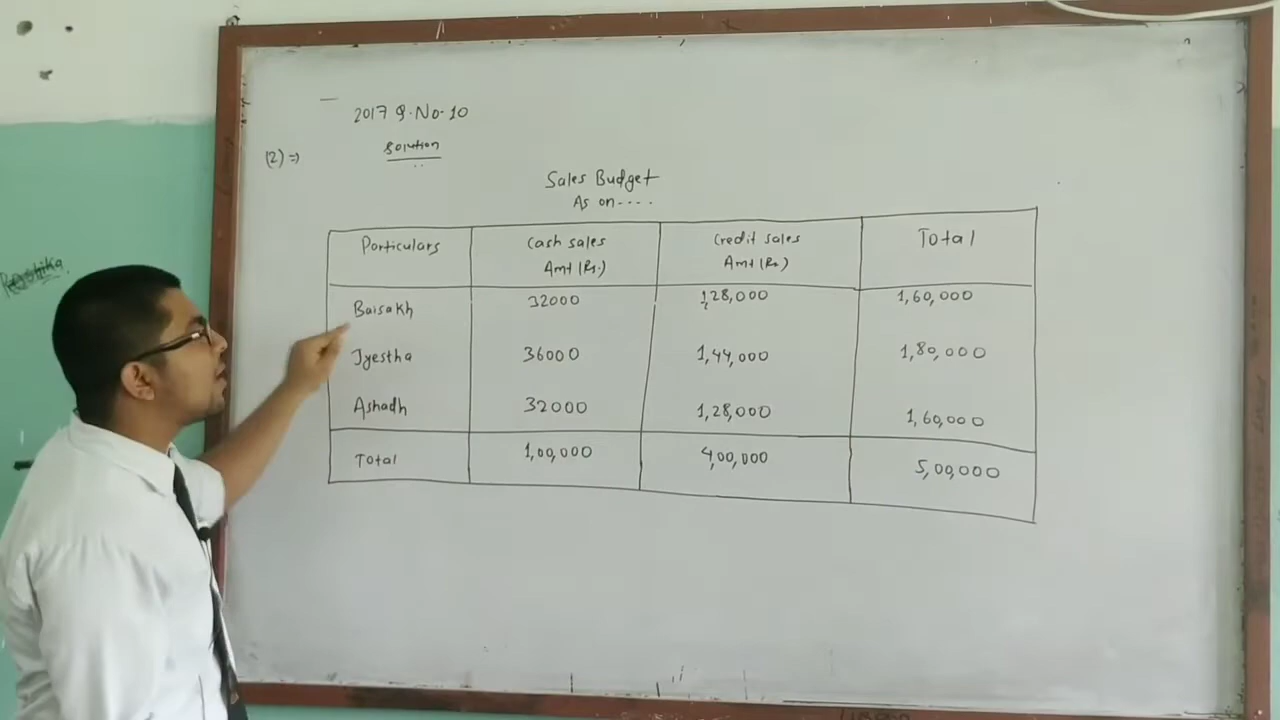 2017 Q.No.10
(2) ⇒ Solution
Sales Budget
As on....
Particulars Cash sales Amt (Rs.) Credit sales Amt (Rs.) Total
Baisakh 32000 1,28,000 1,60,000
Jyestha 36000 1,44,000 1,80,000
Ashadh 32000 1,28,000 1,60,000
Total 1,00,000 4,00,000 5,00,000